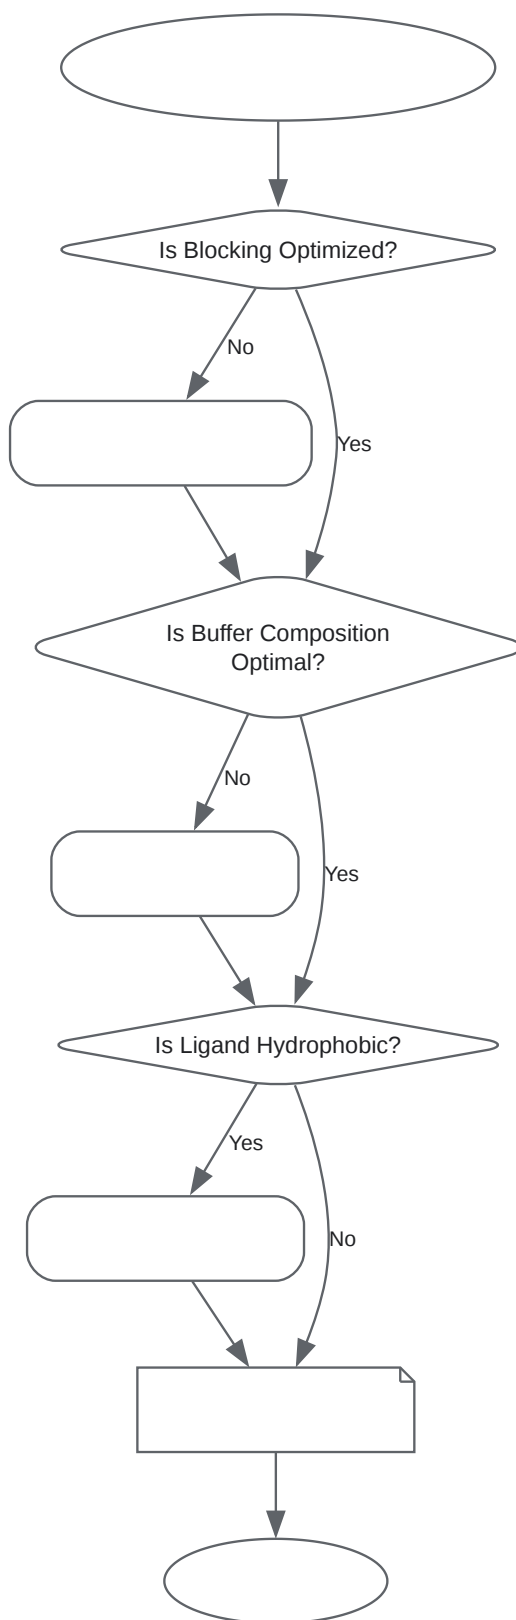 Is Blocking Optimized?
No
Yes
Is Buffer Composition
Optimal?
No
Yes
Is Ligand Hydrophobic?
Yes
No